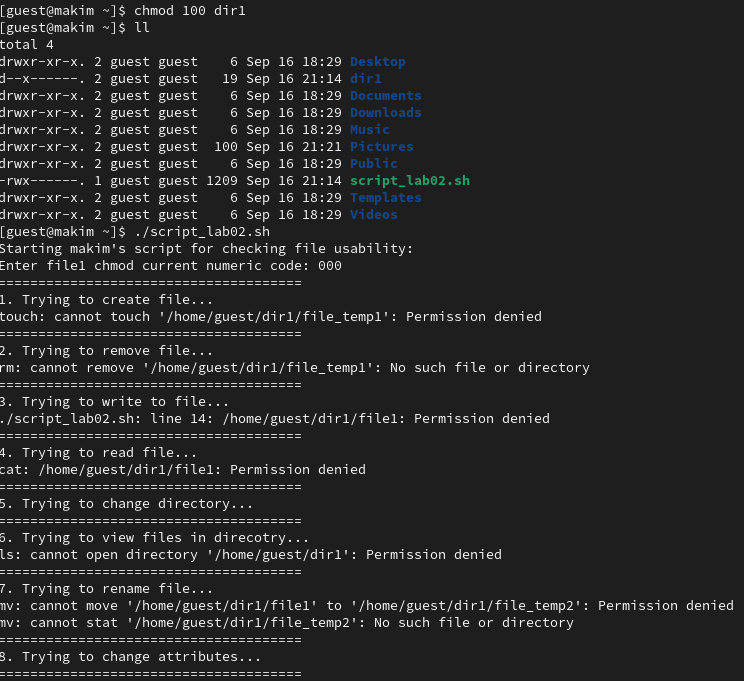 [guest@makim ~]$ chmod 100 dir1
[guest@makim ~]$ ll
total 4
drwxr-xr-x. 2 guest guest    6 Sep 16 18:29 Desktop
d--x------. 2 guest guest   19 Sep 16 21:14 dir1
drwxr-xr-x. 2 guest guest    6 Sep 16 18:29 Documents
drwxr-xr-x. 2 guest guest    6 Sep 16 18:29 Downloads
drwxr-xr-x. 2 guest guest    6 Sep 16 18:29 Music
drwxr-xr-x. 2 guest guest  100 Sep 16 21:21 Pictures
drwxr-xr-x. 2 guest guest    6 Sep 16 18:29 Public
-rwx------. 1 guest guest 1209 Sep 16 21:14 script_lab02.sh
drwxr-xr-x. 2 guest guest    6 Sep 16 18:29 Templates
drwxr-xr-x. 2 guest guest    6 Sep 16 18:29 Videos
[guest@makim ~]$ ./script_lab02.sh
Starting makim's script for checking file usability:
Enter file1 chmod current numeric code: 000
======================================
1. Trying to create file...
touch: cannot touch '/home/guest/dir1/file_temp1': Permission denied
======================================
2. Trying to remove file...
rm: cannot remove '/home/guest/dir1/file_temp1': No such file or directory
======================================
3. Trying to write to file...
./script_lab02.sh: line 14: /home/guest/dir1/file1: Permission denied
======================================
4. Trying to read file...
cat: /home/guest/dir1/file1: Permission denied
======================================
5. Trying to change directory...
======================================
6. Trying to view files in direcotry...
ls: cannot open directory '/home/guest/dir1': Permission denied
======================================
7. Trying to rename file...
mv: cannot move '/home/guest/dir1/file1' to '/home/guest/dir1/file_temp2': Permission denied
mv: cannot stat '/home/guest/dir1/file_temp2': No such file or directory
======================================
8. Trying to change attributes...
======================================